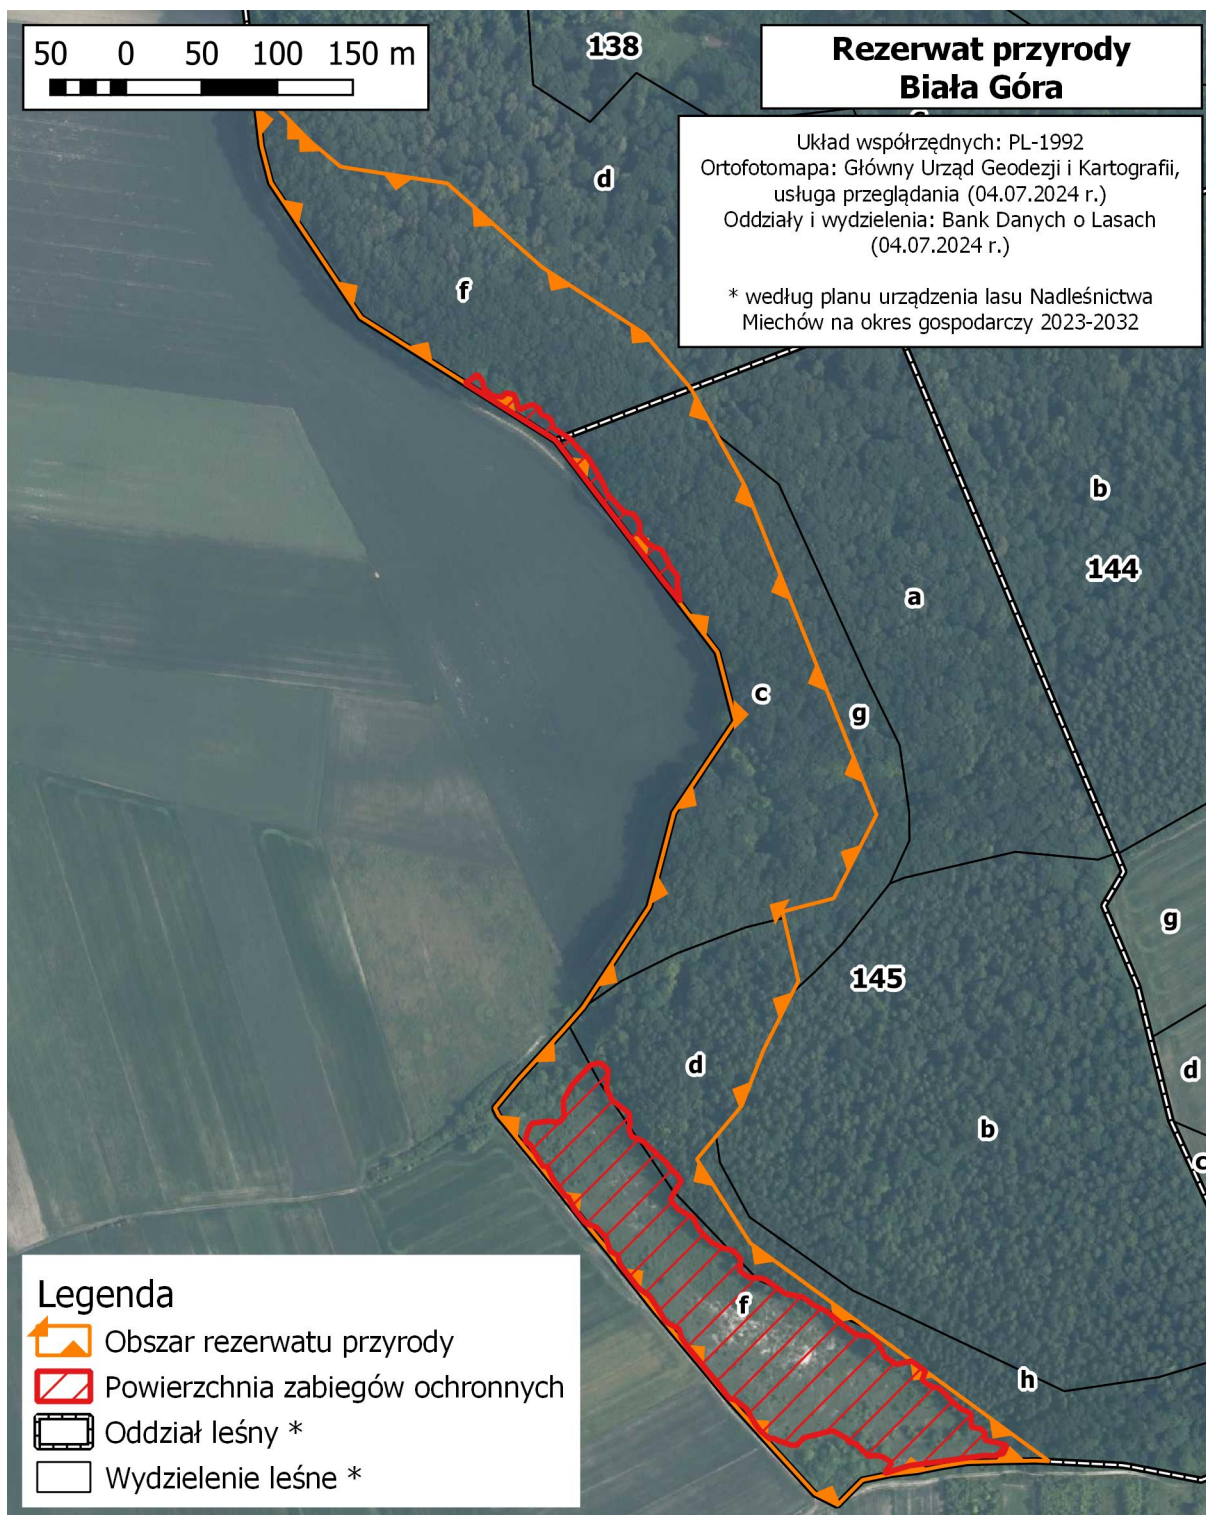 50 0 50 100 150 m
138
Rezerwat przyrody
Biała Góra
Układ współrzędnych: PL-1992
Ortofotomapa: Główny Urząd Geodezji i Kartografii,
usługa przeglądania (04.07.2024 r.)
Oddziały i wydzielenia: Bank Danych o Lasach
(04.07.2024 r.)
* według planu urządzenia lasu Nadleśnictwa
Miechów na okres gospodarczy 2023-2032
d
f
b
144
a
c
g
g
145
d
d
b
c
f
h
Legenda
Obszar rezerwatu przyrody
Powierzchnia zabiegów ochronnych
Oddział leśny *
Wydzielenie leśne *